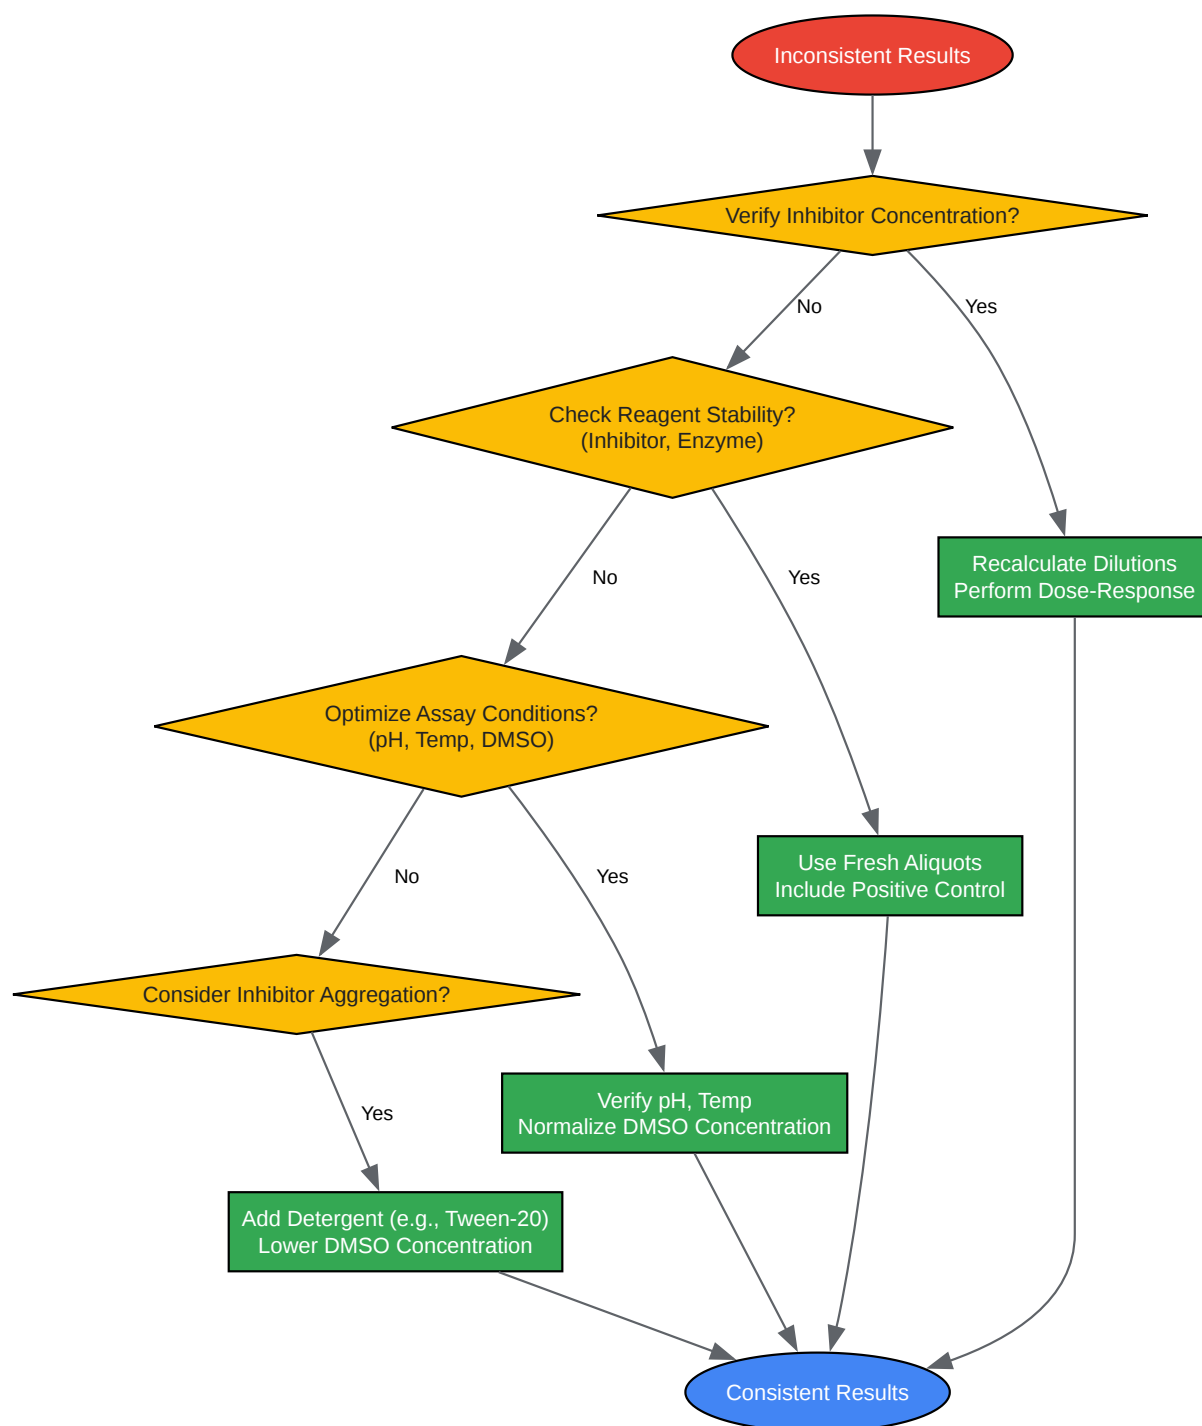 Inconsistent Results
Verify Inhibitor Concentration?
No
Yes
Check Reagent Stability?
(Inhibitor, Enzyme)
No
Yes
Recalculate Dilutions
Perform Dose-Response
Optimize Assay Conditions?
(pH, Temp, DMSO)
No
Yes
Use Fresh Aliquots
Include Positive Control
Consider Inhibitor Aggregation?
Yes
Verify pH, Temp
Normalize DMSO Concentration
Add Detergent (e.g., Tween-20)
Lower DMSO Concentration
Consistent Results